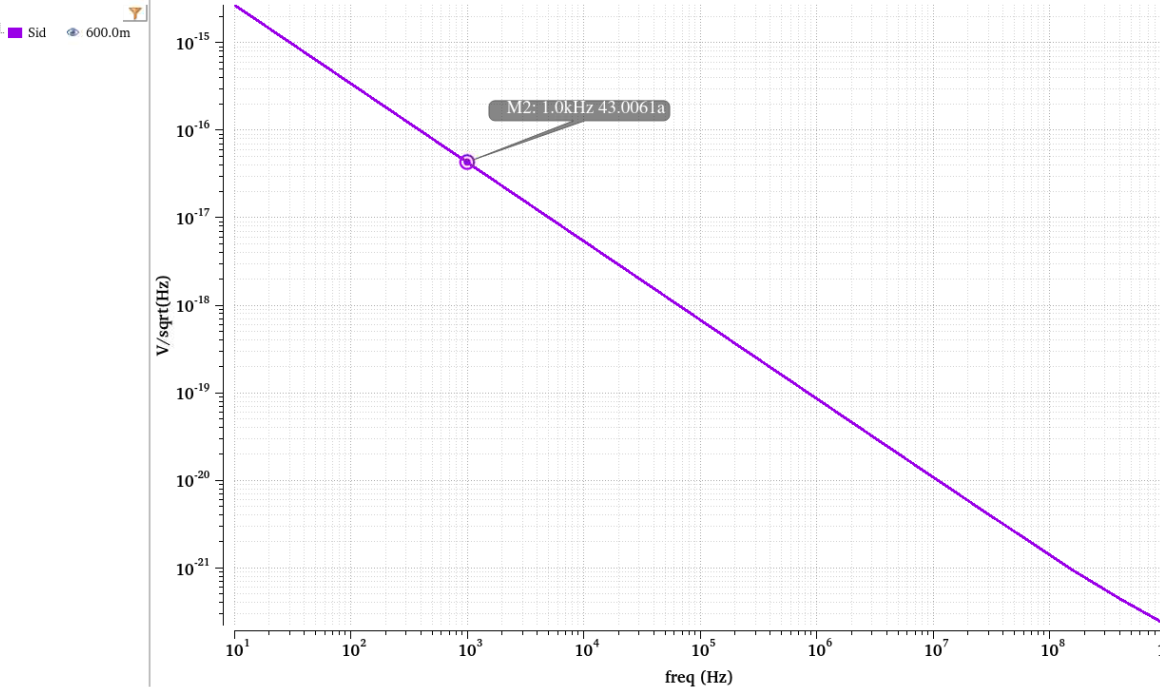 Sid 600.0m
M2: 1.0kHz 43.0061a
V/sqrt(Hz)
10⁻¹⁵
10⁻¹⁶
10⁻¹⁷
10⁻¹⁸
10⁻¹⁹
10⁻²⁰
10⁻²¹
10¹ 10² 10³ 10⁴ 10⁵ 10⁶ 10⁷ 10⁸
freq (Hz)